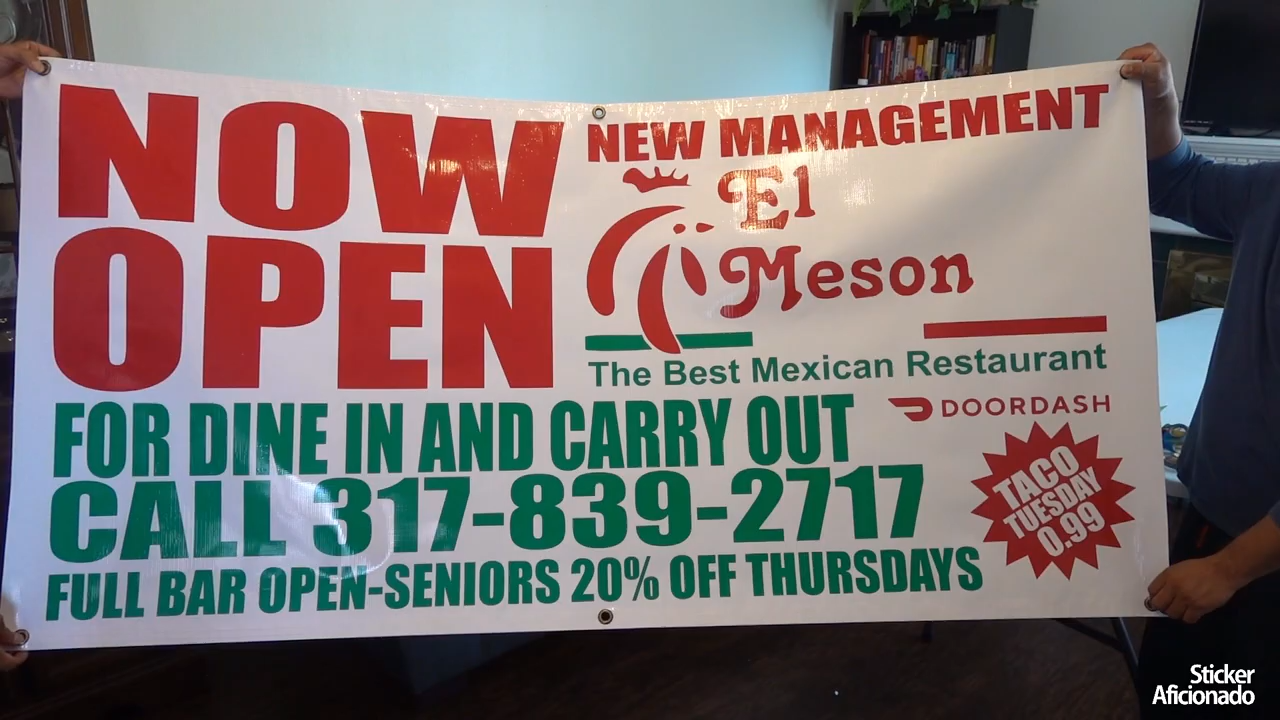 NOW
OPEN
NEW MANAGEMENT
El
Meson
The Best Mexican Restaurant
DOORDASH
FOR DINE IN AND CARRY OUT
CALL 317-839-2717
FULL BAR OPEN-SENIORS 20% OFF THURSDAYS
TACO
TUESDAY
0.99
Sticker
Aficionado